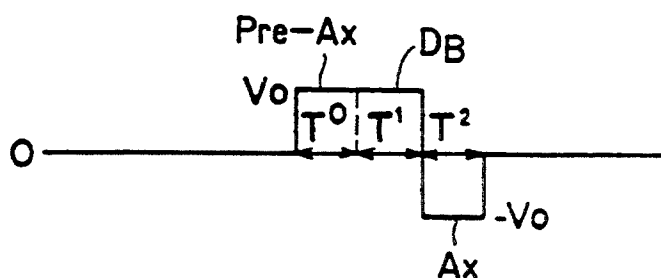 Pre-Ax DB
Vo
T⁰ T¹ T²
O
-Vo
Ax